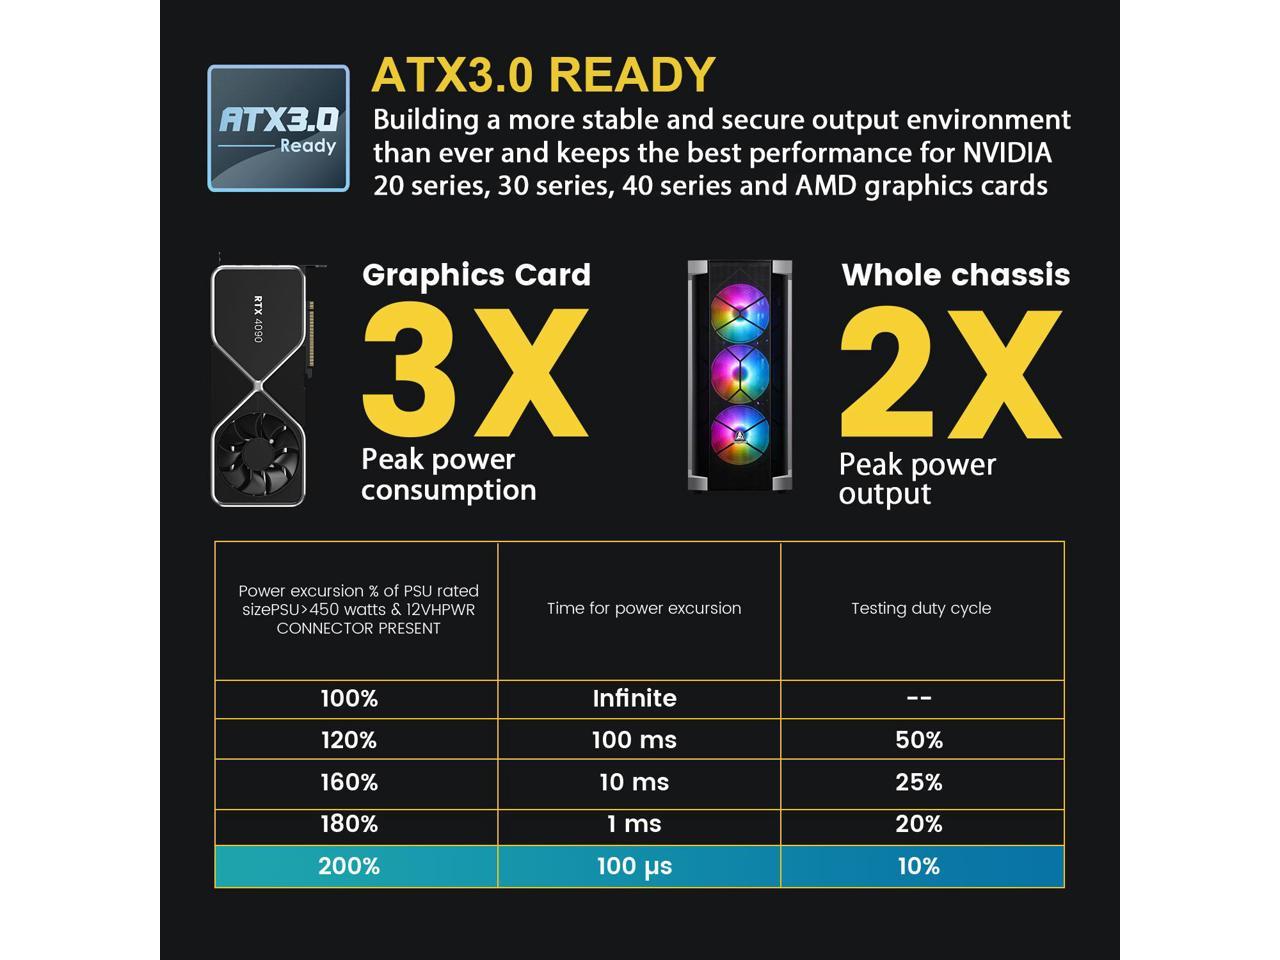 ATX3.0
Ready
ATX3.0 READY
Building a more stable and secure output environment
than ever and keeps the best performance for NVIDIA
20 series, 30 series, 40 series and AMD graphics cards
RTX 4090
Graphics Card
3X
Peak power
consumption
Whole chassis
2X
Peak power
output
Power excursion % of PSU rated
sizePSU>450 watts & 12VHPWR
CONNECTOR PRESENT
Time for power excursion
Testing duty cycle
100% Infinite --
120% 100 ms 50%
160% 10 ms 25%
180% 1 ms 20%
200% 100 μs 10%